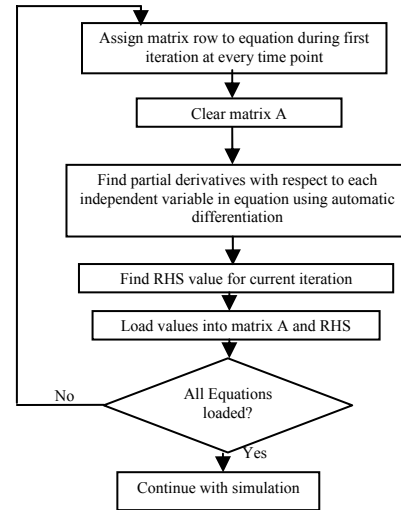 Assign matrix row to equation during first
iteration at every time point
Clear matrix A
Find partial derivatives with respect to each
independent variable in equation using automatic
differentiation
Find RHS value for current iteration
Load values into matrix A and RHS
All Equations
loaded?
No
Yes
Continue with simulation